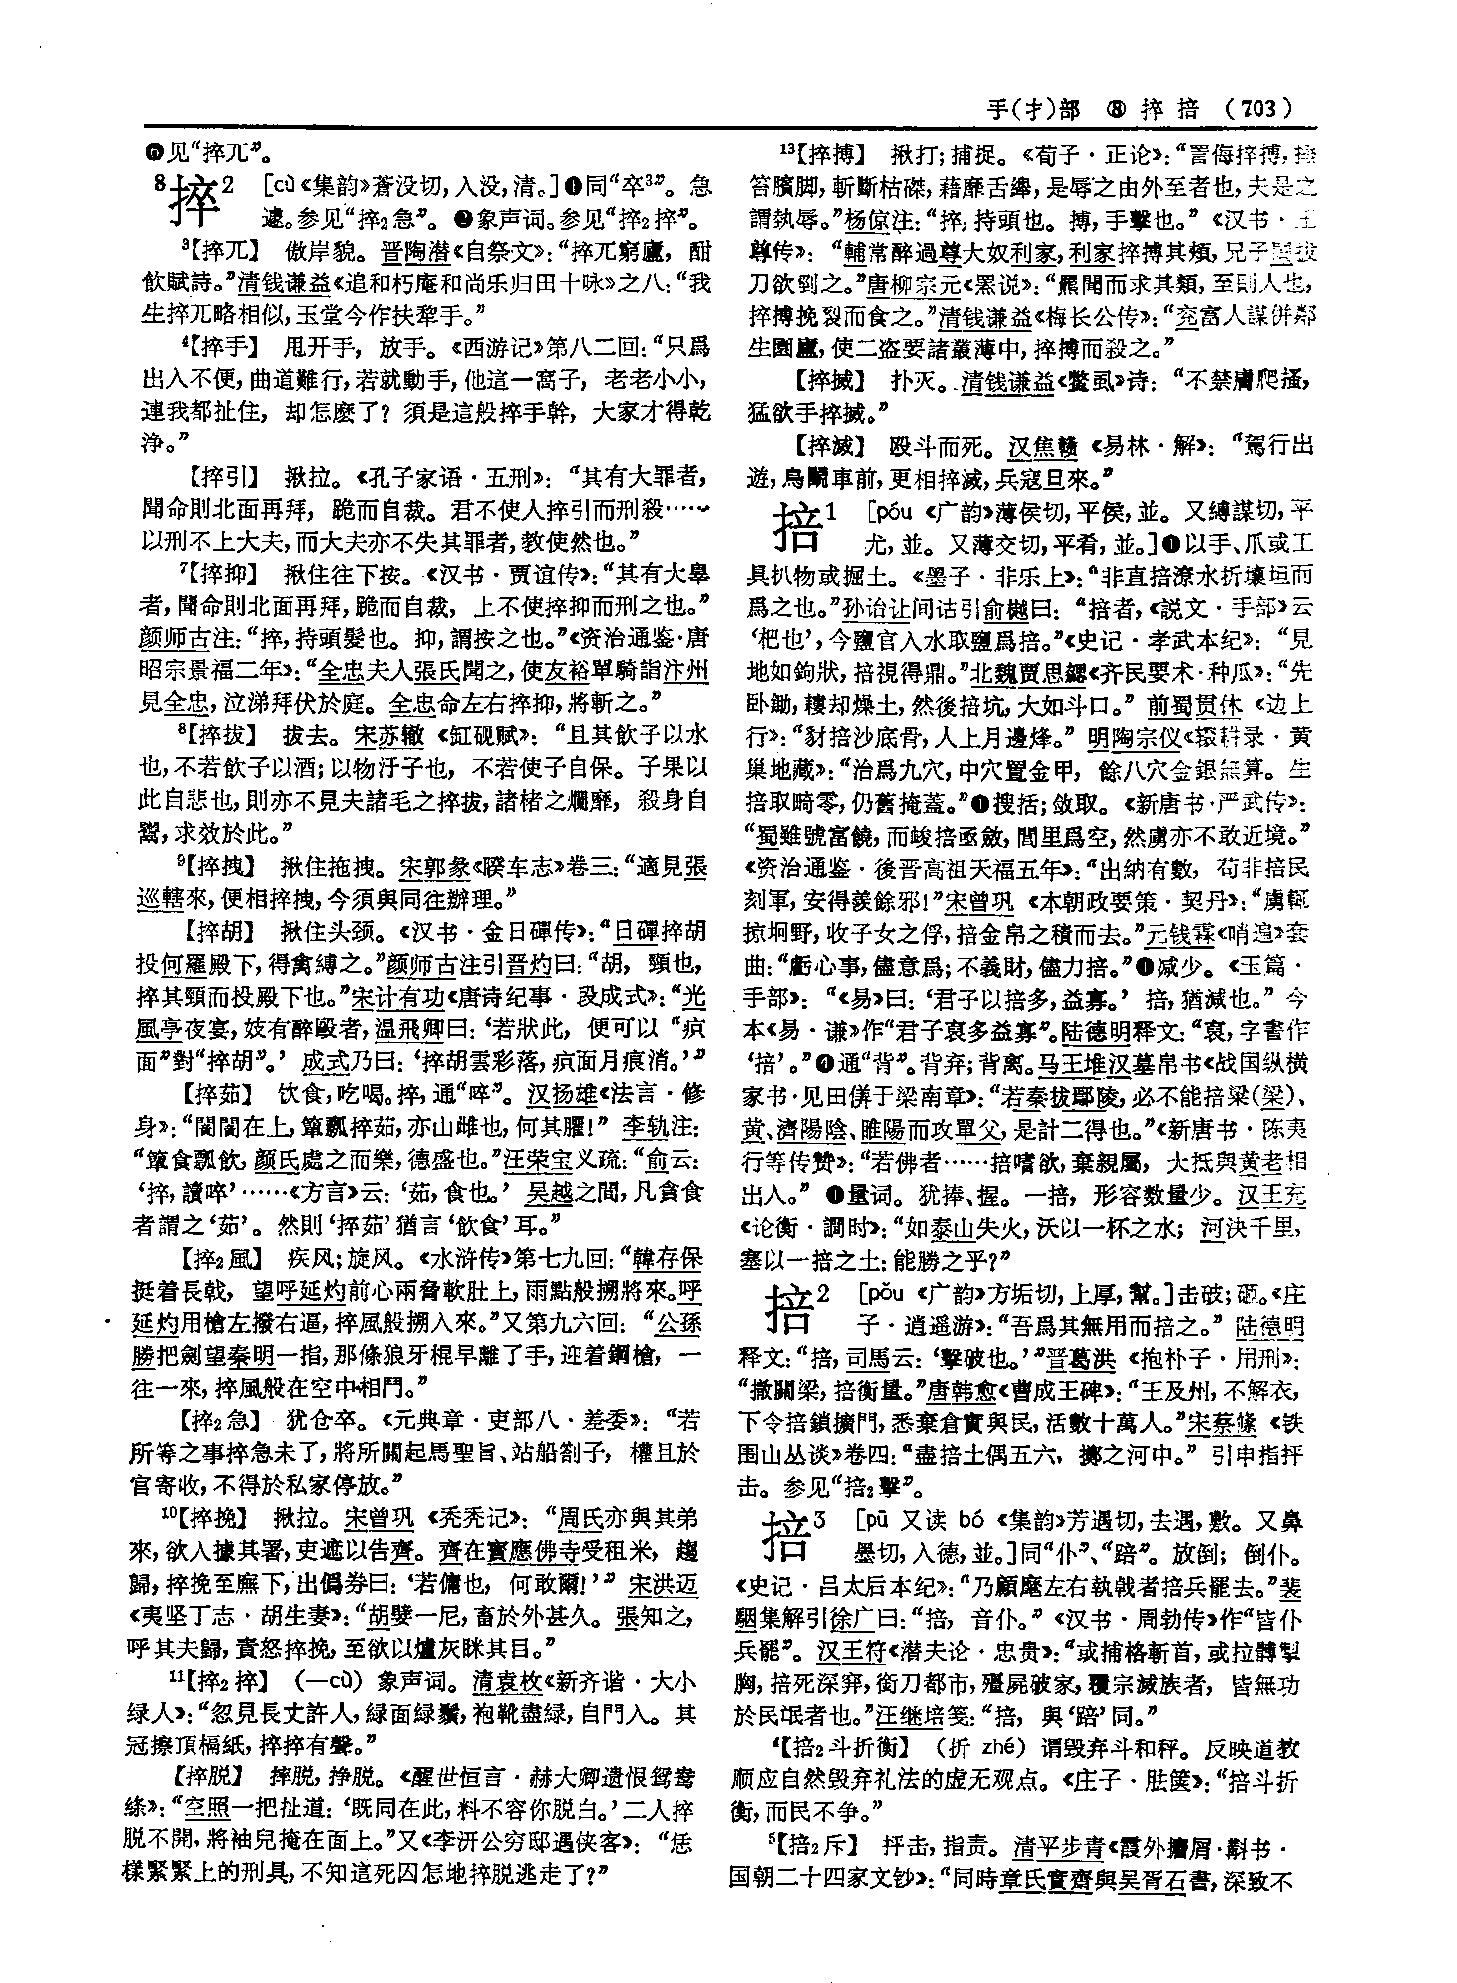 手(扌)部 ⑧ 捽 掊 (703)
见“捽兀”。
⁸捽2 [cù《集韵》蒼没切,入没,清。]❶同“卒³”。急
遽。参见“捽₂急”。❷象声词。参见“捽₂捽”。
³【捽兀】 傲岸貌。晋陶潜《自祭文》:“捽兀窮廬,酣
飲賦詩。”清钱谦益《追和朽庵和尚乐归田十咏》之八:“我
生捽兀略相似,玉堂今作扶犂手。”
⁴【捽手】 甩开手,放手。《西游记》第八二回:“只爲
出入不便,曲道難行,若就動手,他這一窩子,老老小小,
連我都扯住,却怎麽了?須是這般捽手幹,大家才得乾
浄。”
【捽引】 揪拉。《孔子家语·五刑》:“其有大罪者,
聞命則北面再拜,跪而自裁。君不使人捽引而刑殺……
以刑不上大夫,而大夫亦不失其罪者,教使然也。”
⁷【捽抑】 揪住往下按。《汉书·贾谊传》:“其有大辠
者,聞命則北面再拜,跪而自裁,上不使捽抑而刑之也。”
颜师古注:“捽,持頭髮也。抑,謂按之也。”《资治通鉴·唐
昭宗景福二年》:“全忠夫人張氏聞之,使友裕單騎詣汴州
見全忠,泣涕拜伏於庭。全忠命左右捽抑,將斬之。”
⁸【捽拔】 拔去。宋苏辙《缸砚赋》:“且其飲子以水
也,不若飲子以酒;以物汙子也,不若使子自保。子果以
此自悲也,則亦不見夫諸毛之捽拔,諸楮之爛靡,殺身自
鬻,求效於此。”
⁹【捽拽】 揪住拖拽。宋郭彖《睽车志》卷三:“適見張
巡轄來,便相捽拽,今須與同往辦理。”
【捽胡】 揪住头颈。《汉书·金日磾传》:“日磾捽胡
投何羅殿下,得禽縛之。”颜师古注引晋灼曰:“胡,頸也,
捽其頸而投殿下也。”宋计有功《唐诗纪事·段成式》:“光
風亭夜宴,妓有醉毆者,温飛卿曰:‘若狀此,便可以“疻
面”對“捽胡”。’成式乃曰:‘捽胡雲彩落,疻面月痕消。’”
【捽茹】 饮食,吃喝。捽,通“啐”。汉扬雄《法言·修
身》:“閭閻在上,簞瓢捽茹,亦山雌也,何其臞!”李轨注:
“簞食瓢飲,颜氏處之而樂,德盛也。”汪荣宝义疏:“俞云:
‘捽,讀啐’……《方言》云:‘茹,食也。’吴越之間,凡貪食
者謂之‘茹’。然則‘捽茹’猶言‘飲食’耳。”
【捽₂風】 疾风;旋风。《水浒传》第七九回:“韓存保
挺着長戟,望呼延灼前心兩脅軟肚上,雨點般搠將來。呼
延灼用槍左撥右逼,捽風般搠入來。”又第九六回:“公孫
勝把劍望秦明一指,那條狼牙棍早離了手,迎着鋼槍,一
往一來,捽風般在空中相鬥。”
【捽₂急】 犹仓卒。《元典章·吏部八·差委》:“若
所等之事捽急未了,將所關起馬聖旨、站船劄子,權且於
官寄收,不得於私家停放。”
¹⁰【捽挽】 揪拉。宋曾巩《秃秃记》:“周氏亦與其弟
來,欲入據其署,吏遮以告齊。齊在寶應佛寺受租米,趨
歸,捽挽至廡下,出僞券曰:‘若傭也,何敢爾!’”宋洪迈
《夷坚丁志·胡生妻》:“胡嬖一尼,畜於外甚久。張知之,
呼其夫歸,責怒捽挽,至欲以爐灰眯其目。”
¹¹【捽₂捽】 (—cù)象声词。清袁枚《新齐谐·大小
绿人》:“忽見長丈許人,緑面緑鬚,袍靴盡緑,自門入。其
冠擦頂槅紙,捽捽有聲。”
【捽脱】 摔脱,挣脱。《醒世恒言·赫大卿遗恨鸳鸯
绦》:“空照一把扯道:‘既同在此,料不容你脱白。’二人捽
脱不開,將袖兒掩在面上。”又《李汧公穷邸遇侠客》:“恁
樣緊緊上的刑具,不知這死囚怎地捽脱逃走了?”
¹³【捽搏】 揪打;捕捉。《荀子·正论》:“詈侮捽搏,捶
笞臏脚,斬斷枯磔,藉靡舌縪,是辱之由外至者也,夫是之
謂埶辱。”杨倞注:“捽,持頭也。搏,手擊也。”《汉书·王
尊传》:“輔常醉過尊大奴利家,利家捽搏其頰,兄子閎拔
刀欲剄之。”唐柳宗元《罴说》:“羆聞而求其類,至則人也,
捽搏挽裂而食之。”清钱谦益《梅长公传》:“兖富人謀併鄰
生園廬,使二盗要諸叢薄中,捽搏而殺之。”
【捽搣】 扑灭。清钱谦益《蟞虱》诗:“不禁膚爬搔,
猛欲手捽搣。”
【捽滅】 殴斗而死。汉焦赣《易林·解》:“駕行出
遊,鳥鬭車前,更相捽滅,兵寇旦來。”
掊1 [póu《广韵》薄侯切,平侯,並。又縛謀切,平
尤,並。又薄交切,平肴,並。]❶以手、爪或工
具扒物或掘土。《墨子·非乐上》:“非直掊潦水折壤垣而
爲之也。”孙诒让间诂引俞樾曰:“掊者,《説文·手部》云
‘杷也’,今鹽官入水取鹽爲掊。”《史记·孝武本纪》:“見
地如鉤狀,掊視得鼎。”北魏贾思勰《齐民要术·种瓜》:“先
卧鋤,耬却燥土,然後掊坑,大如斗口。”前蜀贯休《边上
行》:“豺掊沙底骨,人上月邊烽。”明陶宗仪《辍耕录·黄
巢地藏》:“治爲九穴,中穴置金甲,餘八穴金銀無算。生
掊取畸零,仍舊掩蓋。”❷搜括;敛取。《新唐书·严武传》:
“蜀雖號富饒,而峻掊亟斂,閭里爲空,然虜亦不敢近境。”
《资治通鉴·後晋高祖天福五年》:“出納有數,苟非掊民
刻軍,安得羨餘邪!”宋曾巩《本朝政要策·契丹》:“虜輒
掠坰野,收子女之俘,掊金帛之積而去。”元钱霖《哨遍》套
曲:“虧心事,儘意爲;不義財,儘力掊。”❸减少。《玉篇·
手部》:“《易》曰:‘君子以掊多,益寡。’掊,猶減也。”今
本《易·谦》作“君子裒多益寡”。陆德明释文:“裒,字書作
‘掊’。”❹通“背”。背弃;背离。马王堆汉墓帛书《战国纵横
家书·见田㒒于梁南章》:“若秦拔鄢陵,必不能掊粱(梁)、
黄、濟陽陰、睢陽而攻單父,是計二得也。”《新唐书·陈夷
行等传赞》:“若佛者……掊嗜欲,棄親屬,大抵與黄老相
出入。”❺量词。犹捧、握。一掊,形容数量少。汉王充
《论衡·調时》:“如泰山失火,沃以一杯之水;河決千里,
塞以一掊之土:能勝之乎?”
掊2 [pǒu《广韵》方垢切,上厚,幫。]击破;砸。《庄
子·逍遥游》:“吾爲其無用而掊之。”陆德明
释文:“掊,司馬云:‘擊破也。’”晋葛洪《抱朴子·用刑》:
“撤關梁,掊衡量。”唐韩愈《曹成王碑》:“王及州,不解衣,
下令掊鎖擴門,悉棄倉實與民,活數十萬人。”宋蔡絛《铁
围山丛谈》卷四:“盡掊土偶五六,擲之河中。”引申指抨
击。参见“掊₂擊”。
掊3 [pū 又读 bó《集韵》芳遇切,去遇,敷。又鼻
墨切,入德,並。]同“仆”、“踣”。放倒;倒仆。
《史记·吕太后本纪》:“乃顧麾左右執戟者掊兵罷去。”裴
駰集解引徐广曰:“掊,音仆。”《汉书·周勃传》作“皆仆
兵罷”。汉王符《潜夫论·忠贵》:“或捕格斬首,或拉髆掣
胸,掊死深穽,銜刀都市,殭屍破家,覆宗滅族者,皆無功
於民氓者也。”汪继培笺:“掊,與‘踣’同。”
⁴【掊₂斗折衡】 (折 zhé)谓毁弃斗和秤。反映道教
顺应自然毁弃礼法的虚无观点。《庄子·胠箧》:“掊斗折
衡,而民不争。”
⁵【掊₂斥】 抨击,指责。清平步青《霞外攟屑·斠书·
国朝二十四家文钞》:“同時章氏實齋與吴胥石書,深致不